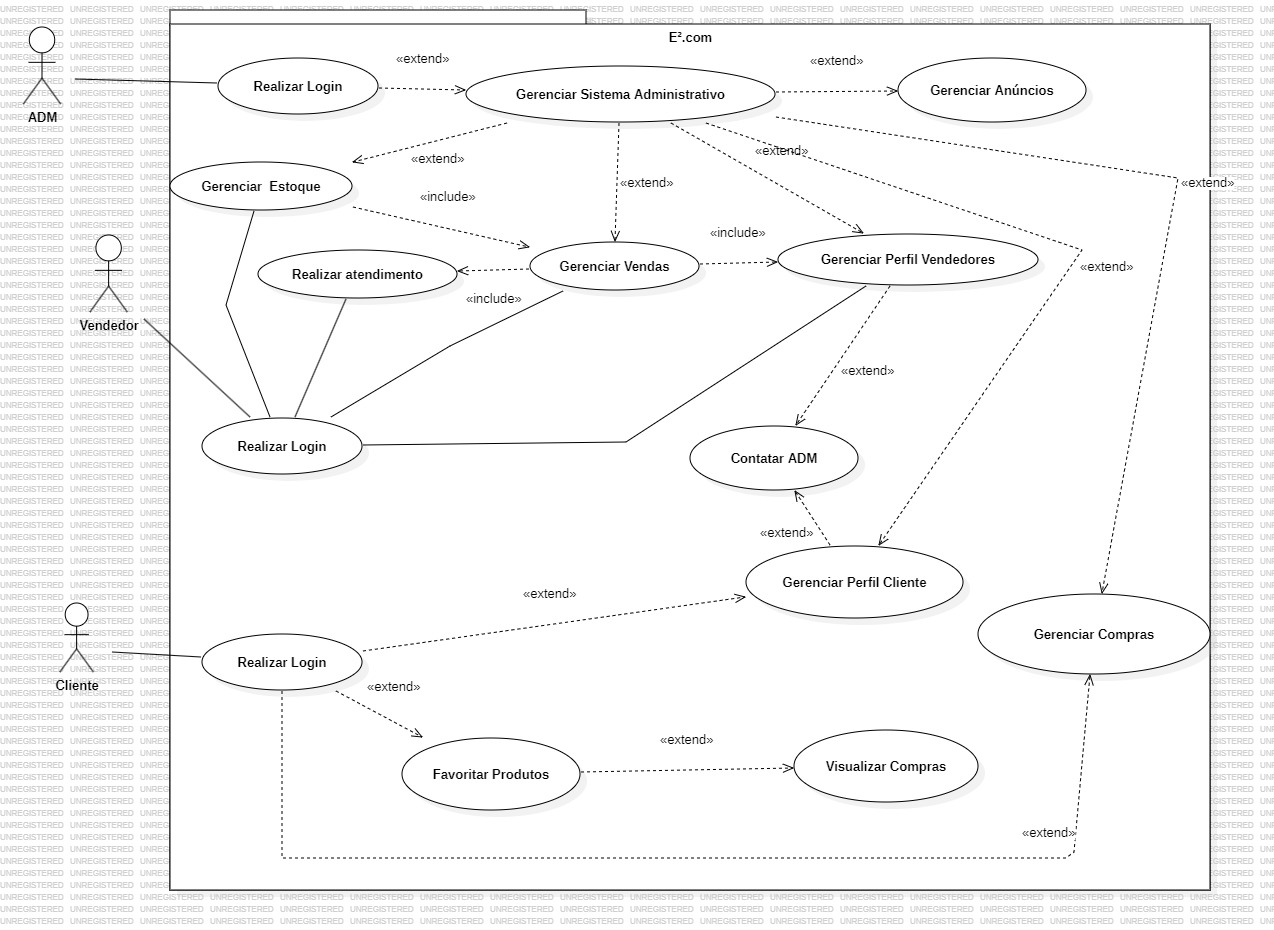 E².com
ADM
Realizar Login
«extend»
Gerenciar Sistema Administrativo
«extend»
Gerenciar Anúncios
«extend»
«extend»
«extend»
«extend»
Gerenciar  Estoque
«include»
«include»
Vendedor
Realizar atendimento
«include»
Gerenciar Vendas
Gerenciar Perfil Vendedores
«extend»
«extend»
Realizar Login
Contatar ADM
«extend»
Gerenciar Perfil Cliente
«extend»
Cliente
Realizar Login
Gerenciar Compras
«extend»
Favoritar Produtos
«extend»
Visualizar Compras
«extend»
UNREGISTERED